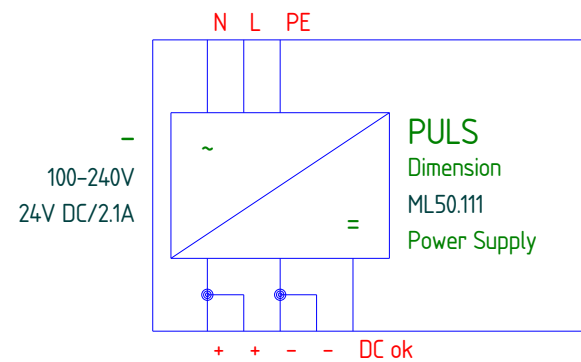 N L PE
–
100-240V
24V DC/2.1A
~
=
PULS
Dimension
ML50.111
Power Supply
+ + – – DC ok